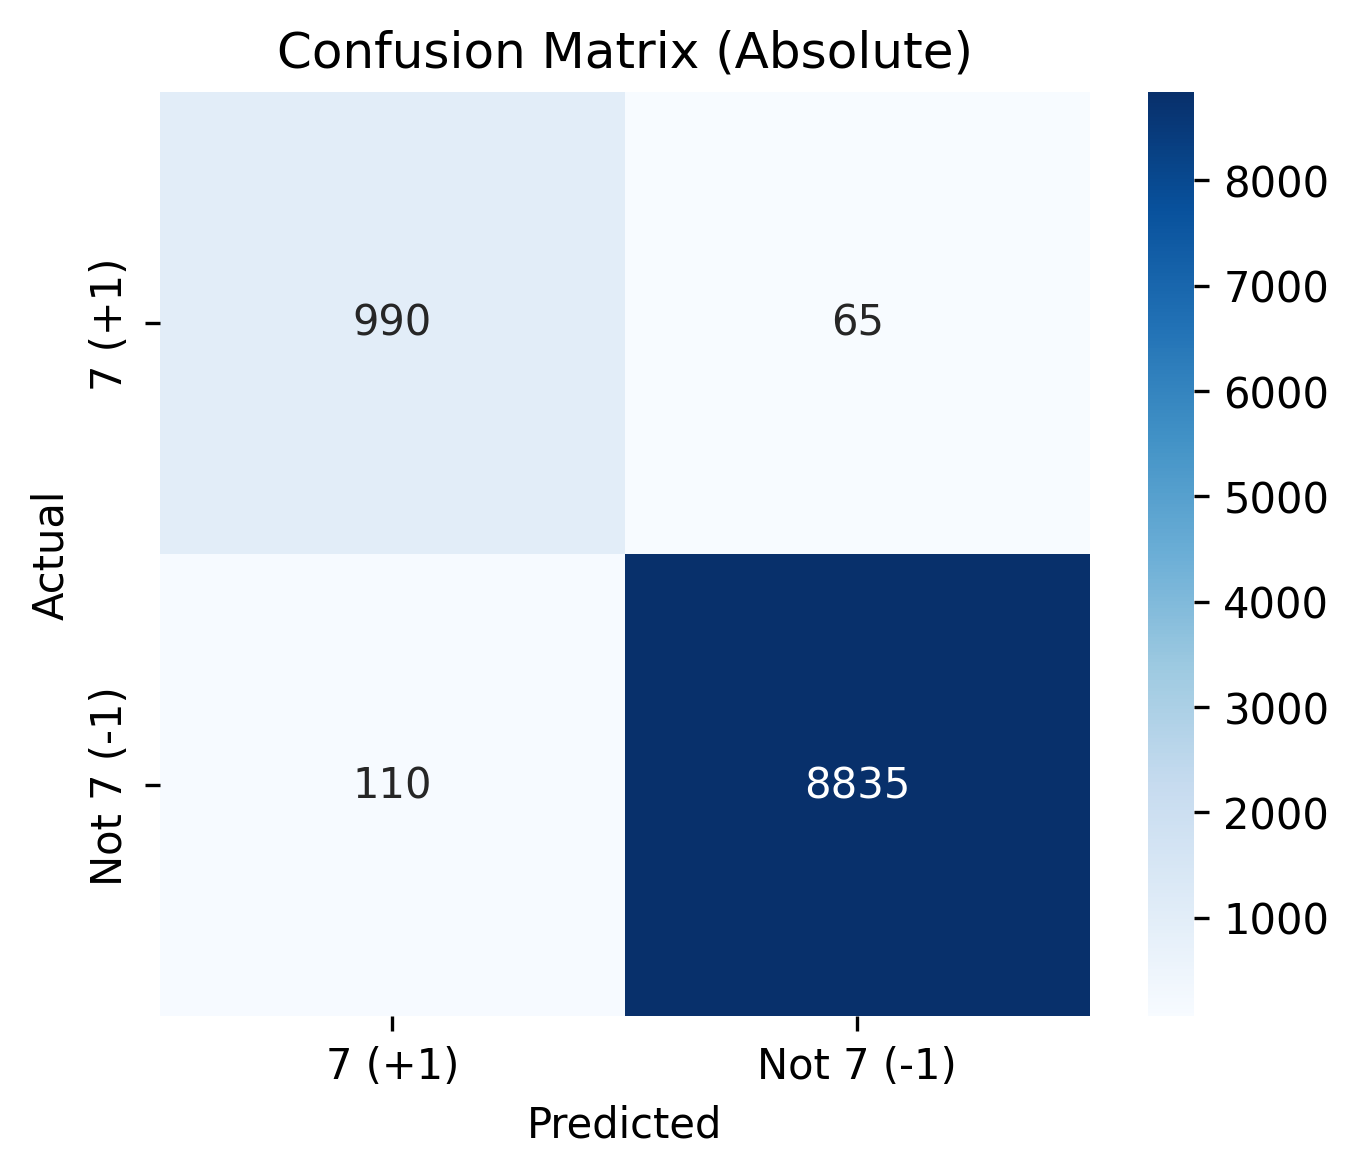 Confusion Matrix (Absolute)
7 (+1)
990
65
8000
7000
6000
5000
4000
3000
2000
1000
Actual
Not 7 (-1)
110
8835
7 (+1)
Not 7 (-1)
Predicted